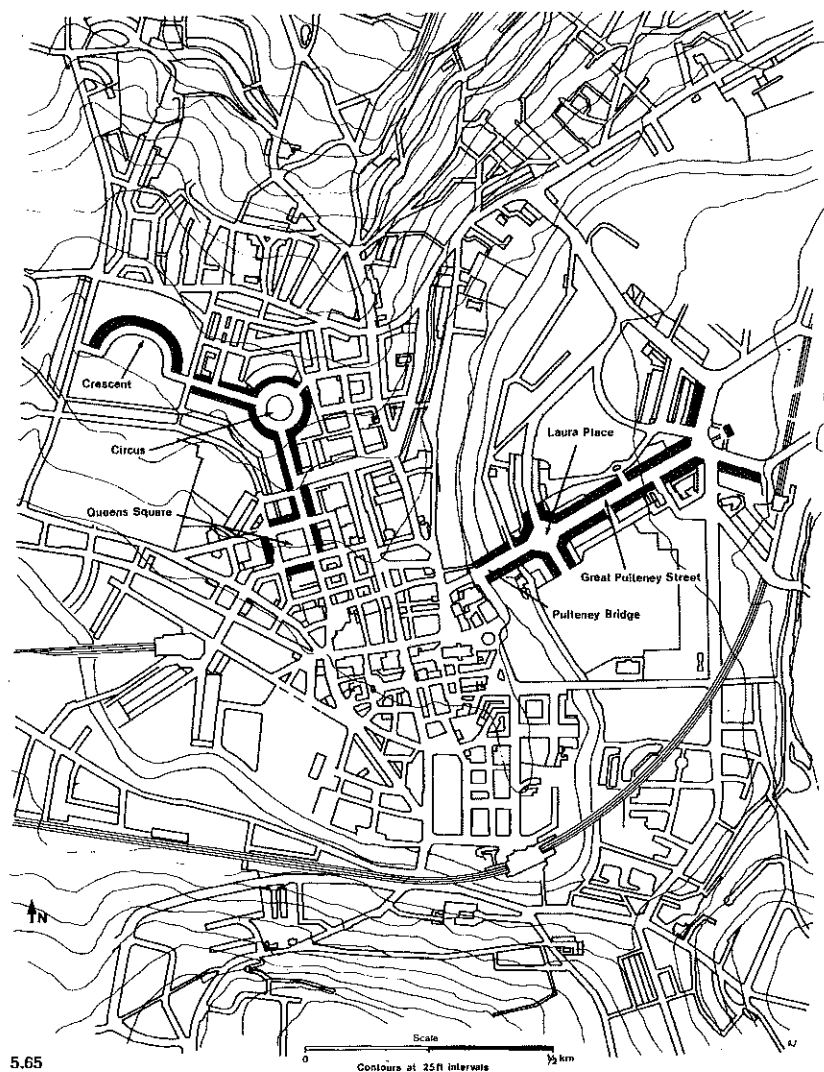 Crescent
Circus
Laura Place
Queens Square
Great Pulteney Street
Pulteney Bridge
N
Scale
0 ½ km
Contours at 25ft intervals
5.65